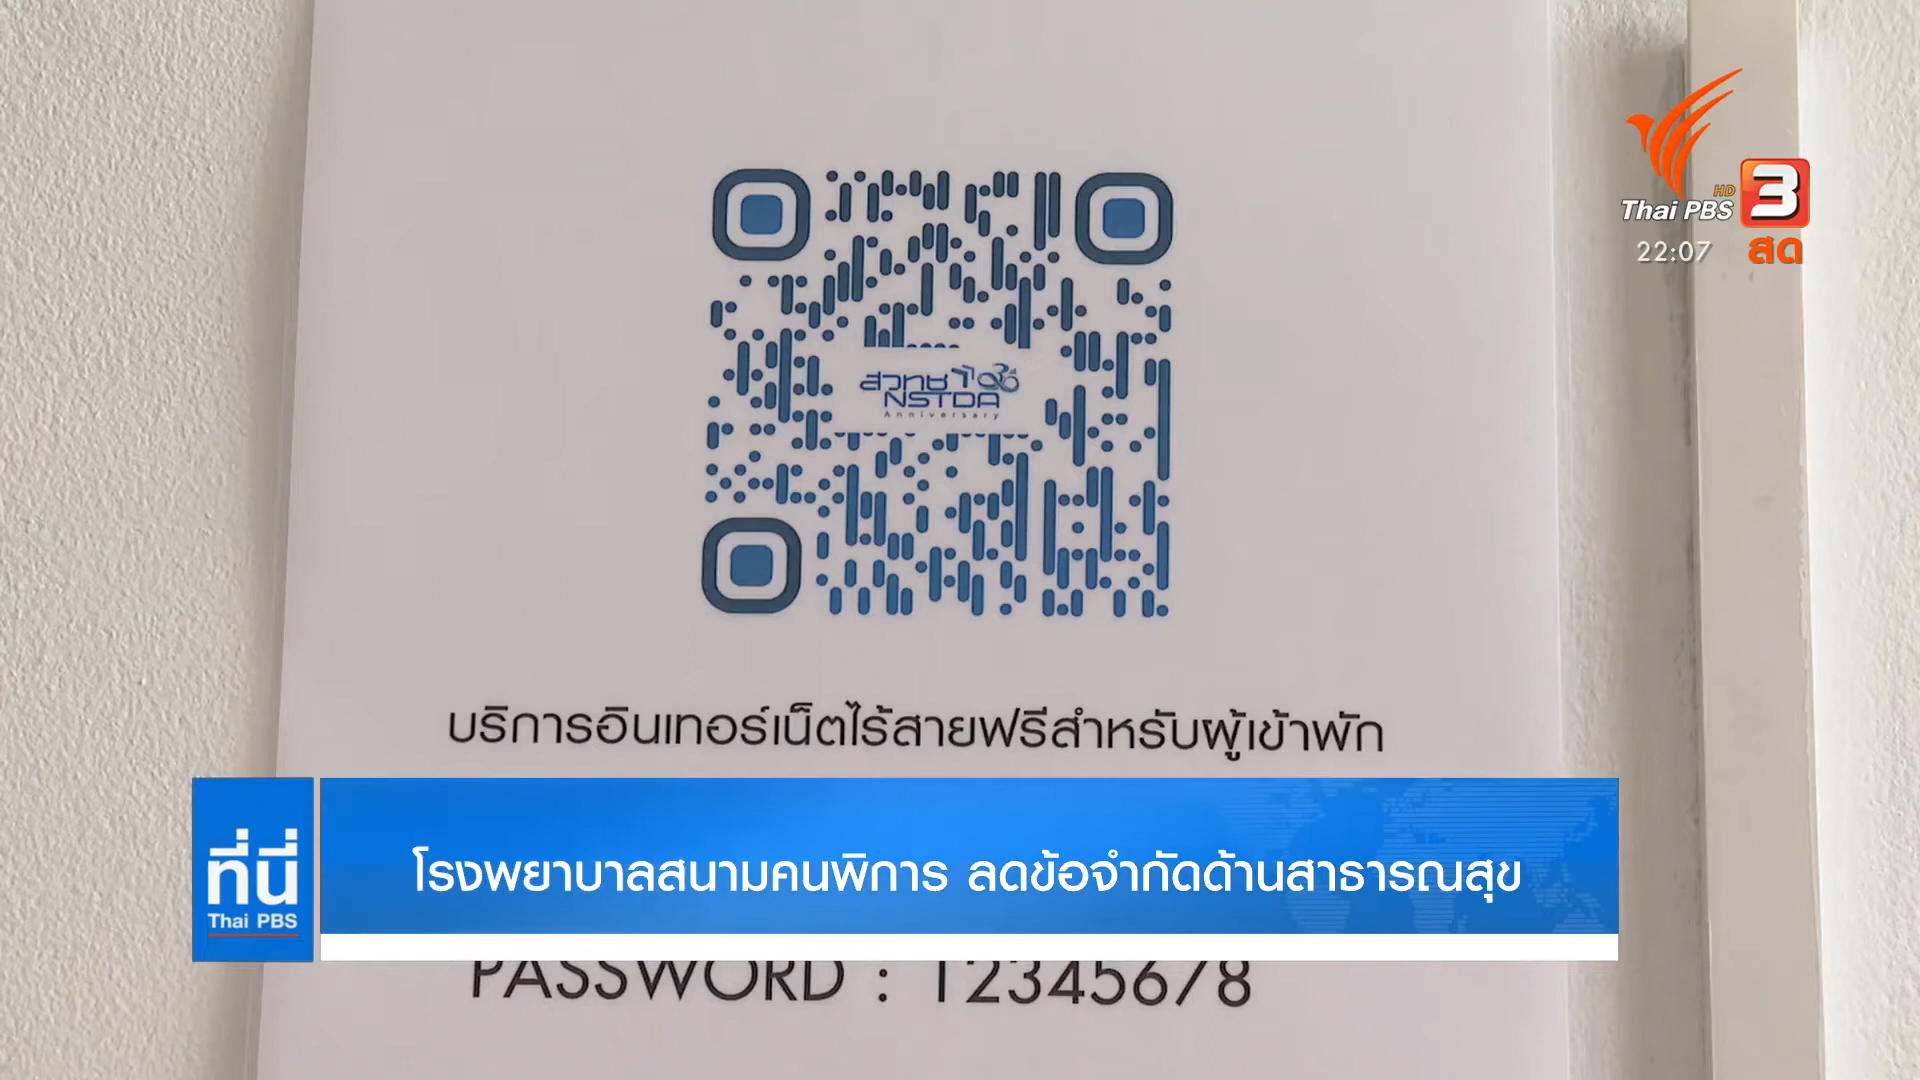 HD
Thai PBS 3
22:07 สด
สวทช
NSTDA
Anniversary
บริการอินเทอร์เน็ตไร้สายฟรีสำหรับผู้เข้าพัก
ที่นี่
Thai PBS
โรงพยาบาลสนามคนพิการ ลดข้อจำกัดด้านสาธารณสุข
PASSWORD : 12345678